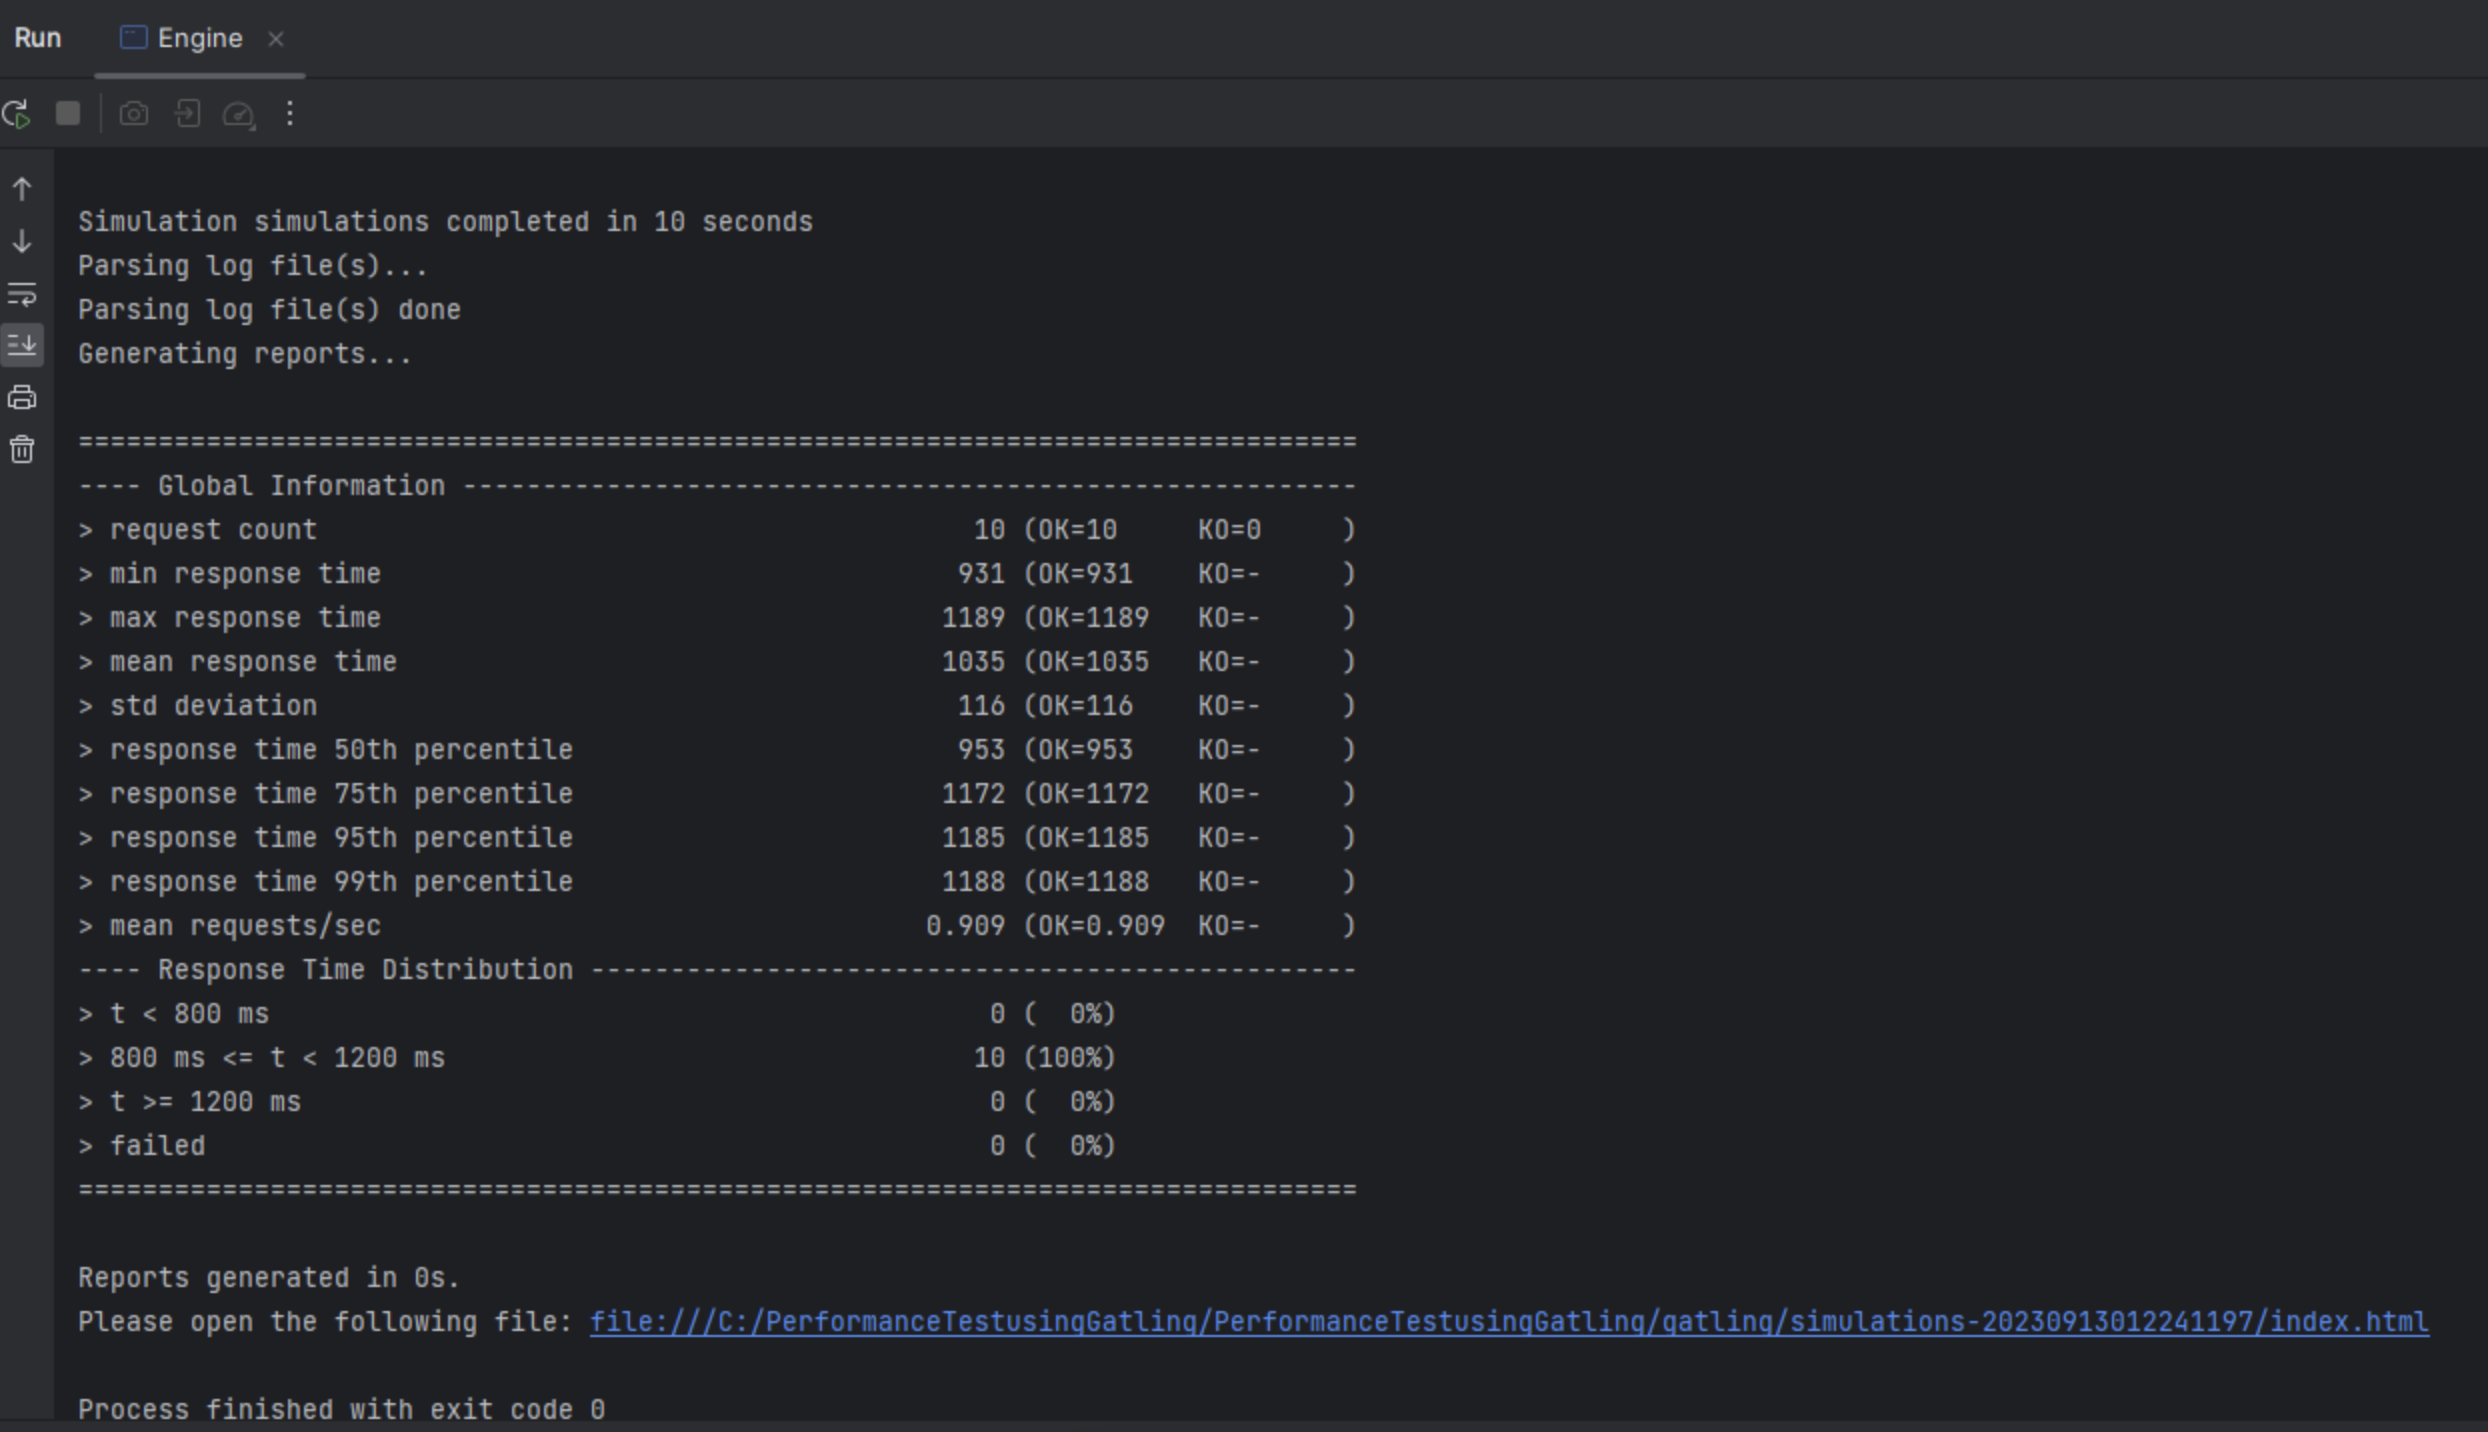 Run Engine
Simulation simulations completed in 10 seconds
Parsing log file(s)...
Parsing log file(s) done
Generating reports...
================================================================================
---- Global Information --------------------------------------------------------
> request count                                         10 (OK=10     KO=0     )
> min response time                                    931 (OK=931    KO=-     )
> max response time                                   1189 (OK=1189   KO=-     )
> mean response time                                  1035 (OK=1035   KO=-     )
> std deviation                                        116 (OK=116    KO=-     )
> response time 50th percentile                        953 (OK=953    KO=-     )
> response time 75th percentile                       1172 (OK=1172   KO=-     )
> response time 95th percentile                       1185 (OK=1185   KO=-     )
> response time 99th percentile                       1188 (OK=1188   KO=-     )
> mean requests/sec                                  0.909 (OK=0.909  KO=-     )
---- Response Time Distribution ------------------------------------------------
> t < 800 ms                                             0 (  0%)
> 800 ms <= t < 1200 ms                                 10 (100%)
> t >= 1200 ms                                           0 (  0%)
> failed                                                 0 (  0%)
================================================================================
Reports generated in 0s.
Please open the following file: file:///C:/PerformanceTestusingGatling/PerformanceTestusingGatling/gatling/simulations-20230913012241197/index.html
Process finished with exit code 0